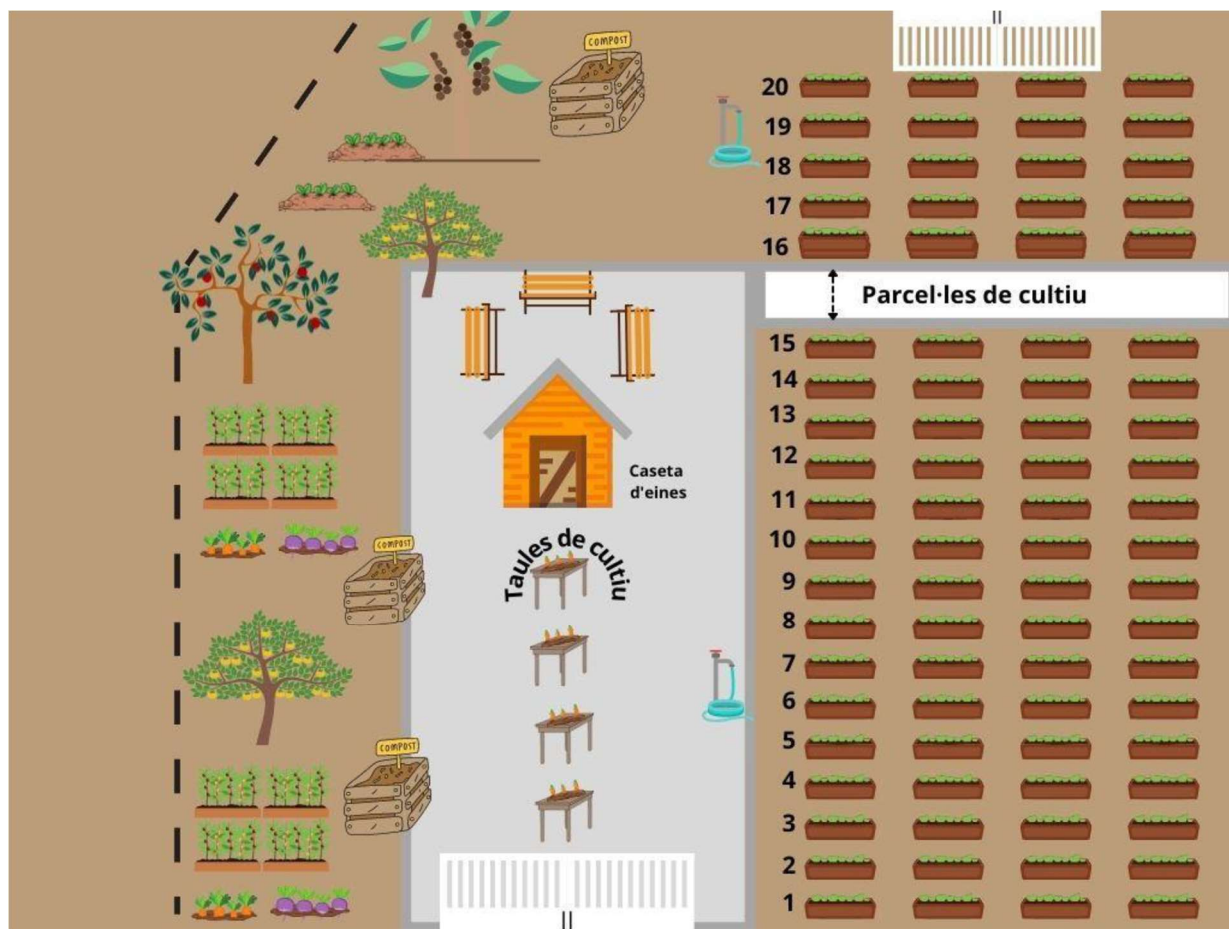 COMPOST
20
19
18
17
16
Parcel·les de cultiu
15
14
13
12
11
10
9
8
7
6
5
4
3
2
1
Caseta
d'eines
Taules de cultiu
COMPOST
COMPOST